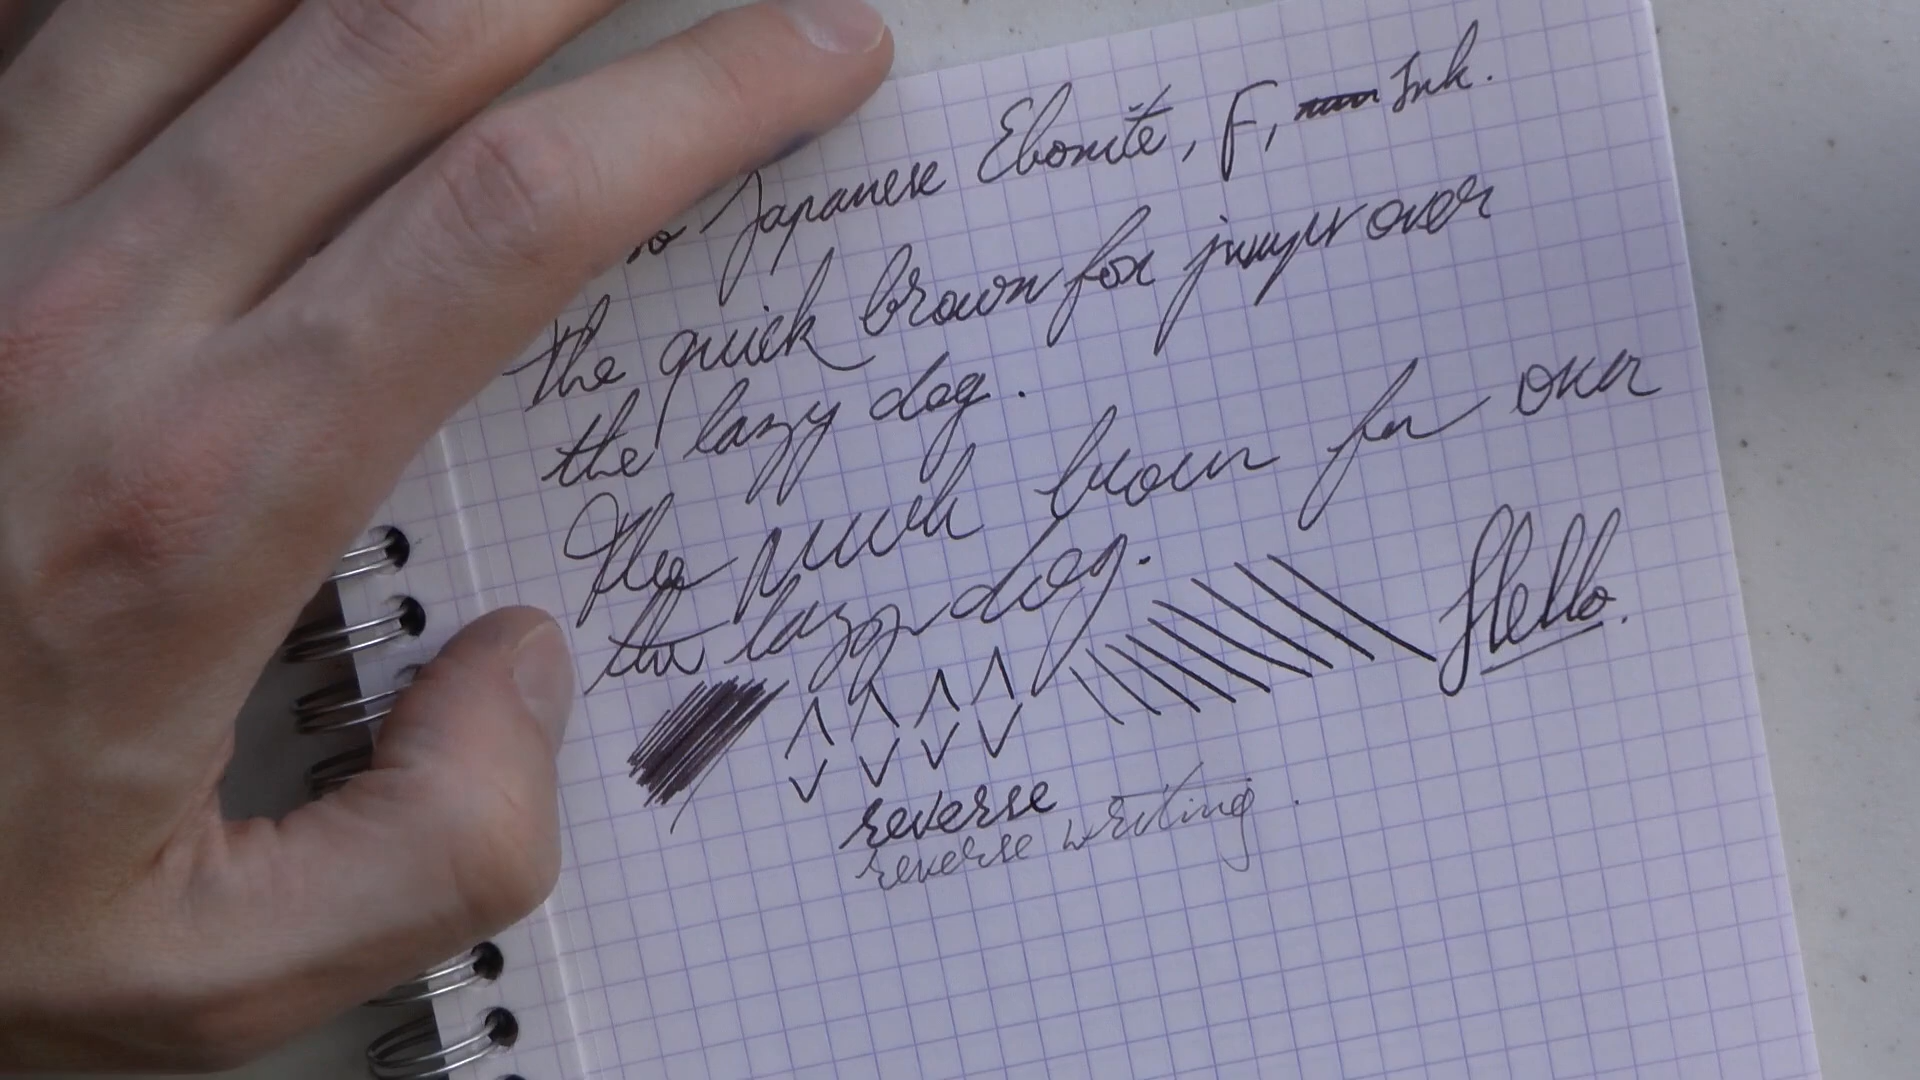 Japanese Ebonite, F, Ink.
the quick brown fox jumps over
the lazy dog.
The quick brown fox over
the lazy dog.
Hello.
reverse
reverse writing.